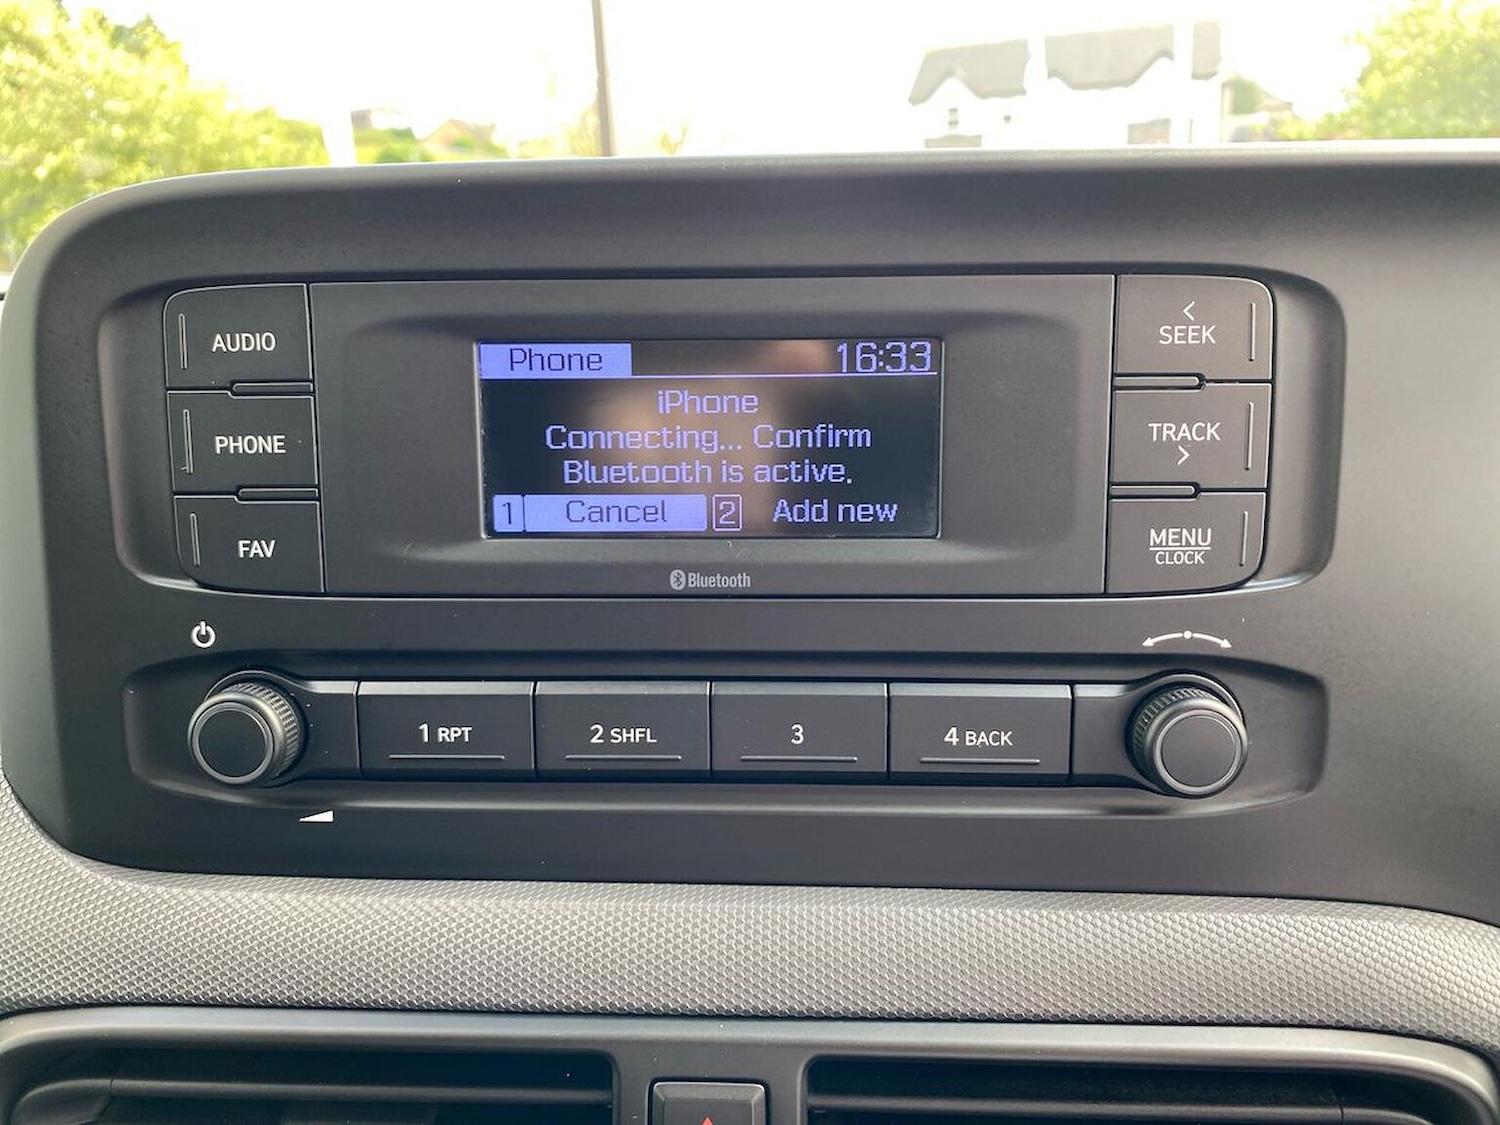 AUDIO
PHONE
FAV
Phone 16:33
iPhone
Connecting... Confirm
Bluetooth is active.
1 Cancel 2 Add new
Bluetooth
<
SEEK
TRACK
>
MENU
CLOCK
1 RPT
2 SHFL
3
4 BACK